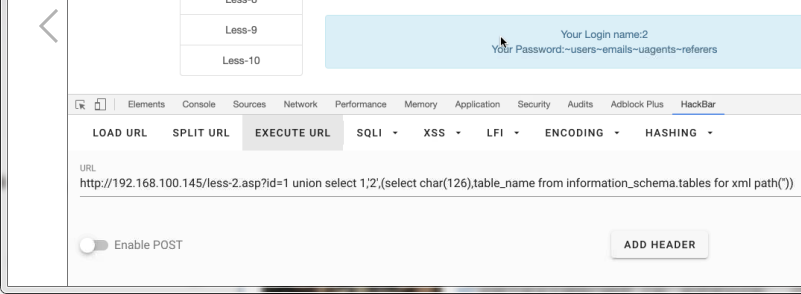 Less-8
Less-9
Less-10
Your Login name:2
Your Password:~users~emails~uagents~referers
Elements Console Sources Network Performance Memory Application Security Audits Adblock Plus HackBar
LOAD URL SPLIT URL EXECUTE URL SQLI XSS LFI ENCODING HASHING
URL
http://192.168.100.145/less-2.asp?id=1 union select 1,'2',(select char(126),table_name from information_schema.tables for xml path(''))
Enable POST
ADD HEADER